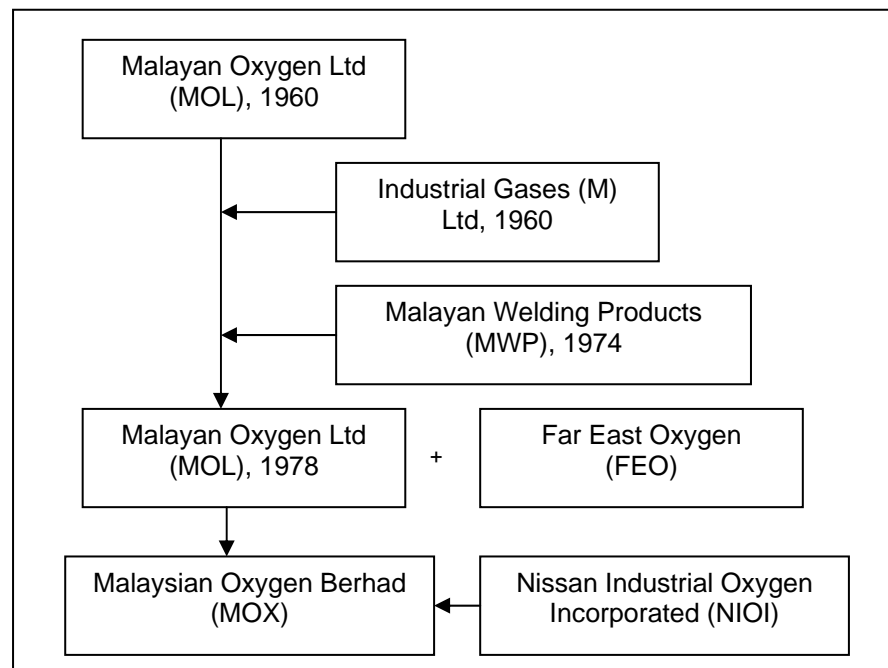 Malayan Oxygen Ltd
(MOL), 1960
Industrial Gases (M)
Ltd, 1960
Malayan Welding Products
(MWP), 1974
Malayan Oxygen Ltd
(MOL), 1978
+
Far East Oxygen
(FEO)
Malaysian Oxygen Berhad
(MOX)
Nissan Industrial Oxygen
Incorporated (NIOI)